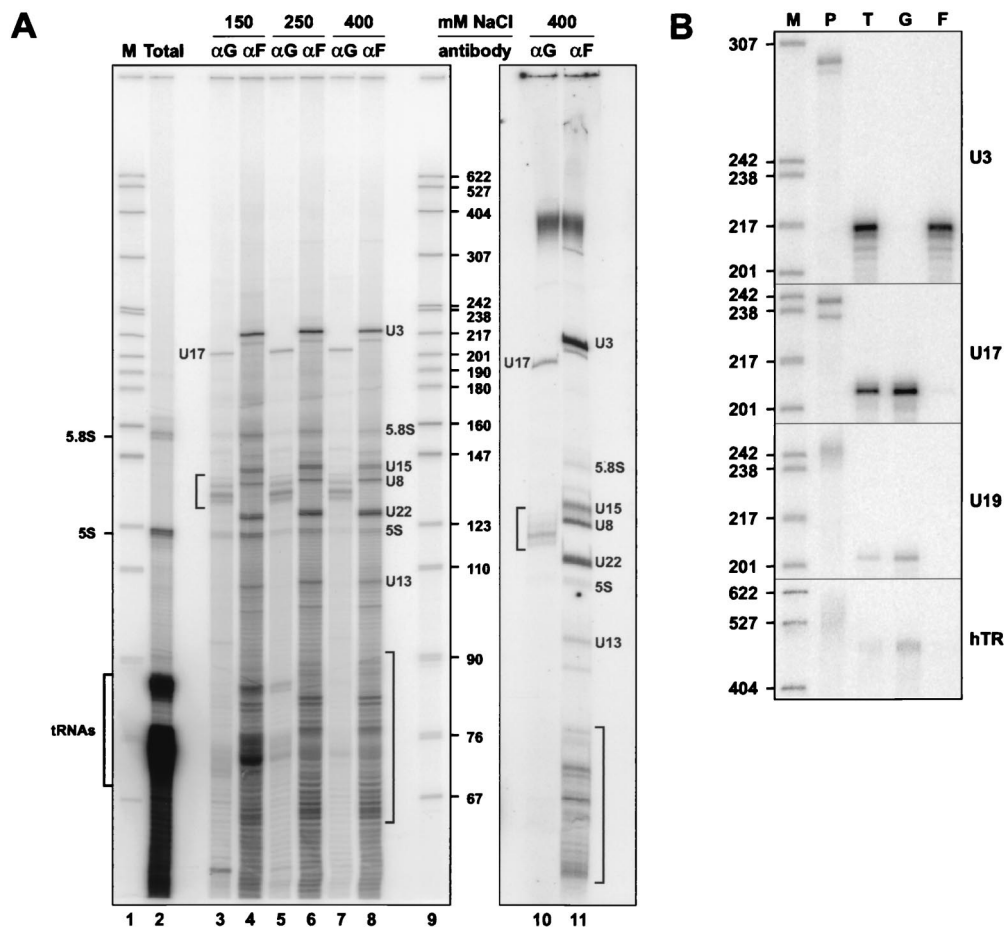 A
150 250 400 mM NaCl 400
M Total αG αF αG αF αG αF antibody αG αF
622
527
404
307
242
238
217
201
190
180
160
147
123
110
90
76
67
U3
U17
5.8S
5.8S
U15
U8
U22
5S
5S
U13
tRNAs
U3
U17
5.8S
U15
U8
U22
5S
U13
1 2 3 4 5 6 7 8 9 10 11
B
M P T G F
307
242
238
217
201
U3
242
238
217
201
U17
242
238
217
201
U19
622
527
404
hTR